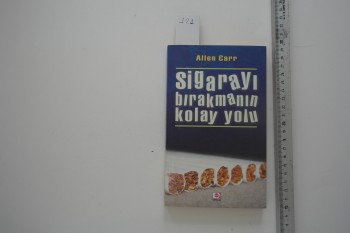 Allen Carr
sigarayı
bırakmanın
kolay yolu